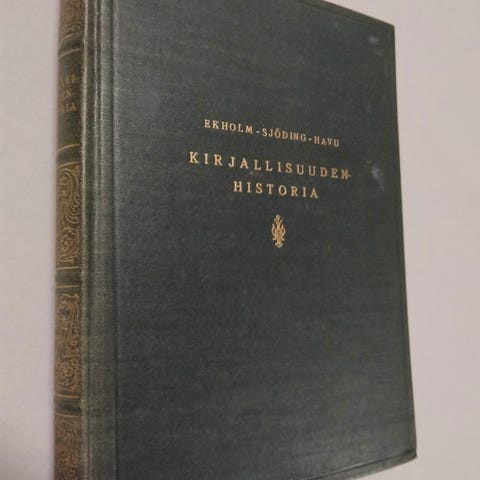 EKHOLM - SJÖDING - HAVU
KIRJALLISUUDEN-
HISTORIA